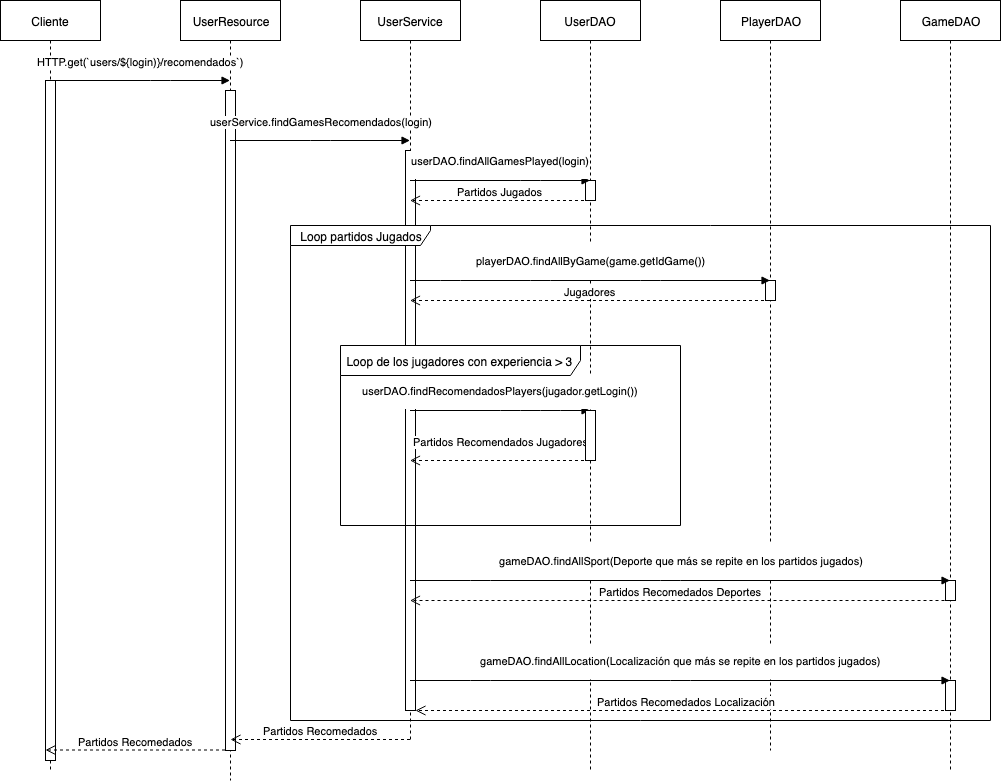 Cliente
UserResource
UserService
UserDAO
PlayerDAO
GameDAO
HTTP.get(`users/${login)}/recomendados`)
userService.findGamesRecomendados(login)
userDAO.findAllGamesPlayed(login)
Partidos Jugados
Loop partidos Jugados
playerDAO.findAllByGame(game.getIdGame())
Jugadores
Loop de los jugadores con experiencia > 3
userDAO.findRecomendadosPlayers(jugador.getLogin())
Partidos Recomendados Jugadores
gameDAO.findAllSport(Deporte que más se repite en los partidos jugados)
Partidos Recomedados Deportes
gameDAO.findAllLocation(Localización que más se repite en los partidos jugados)
Partidos Recomedados Localización
Partidos Recomedados
Partidos Recomedados